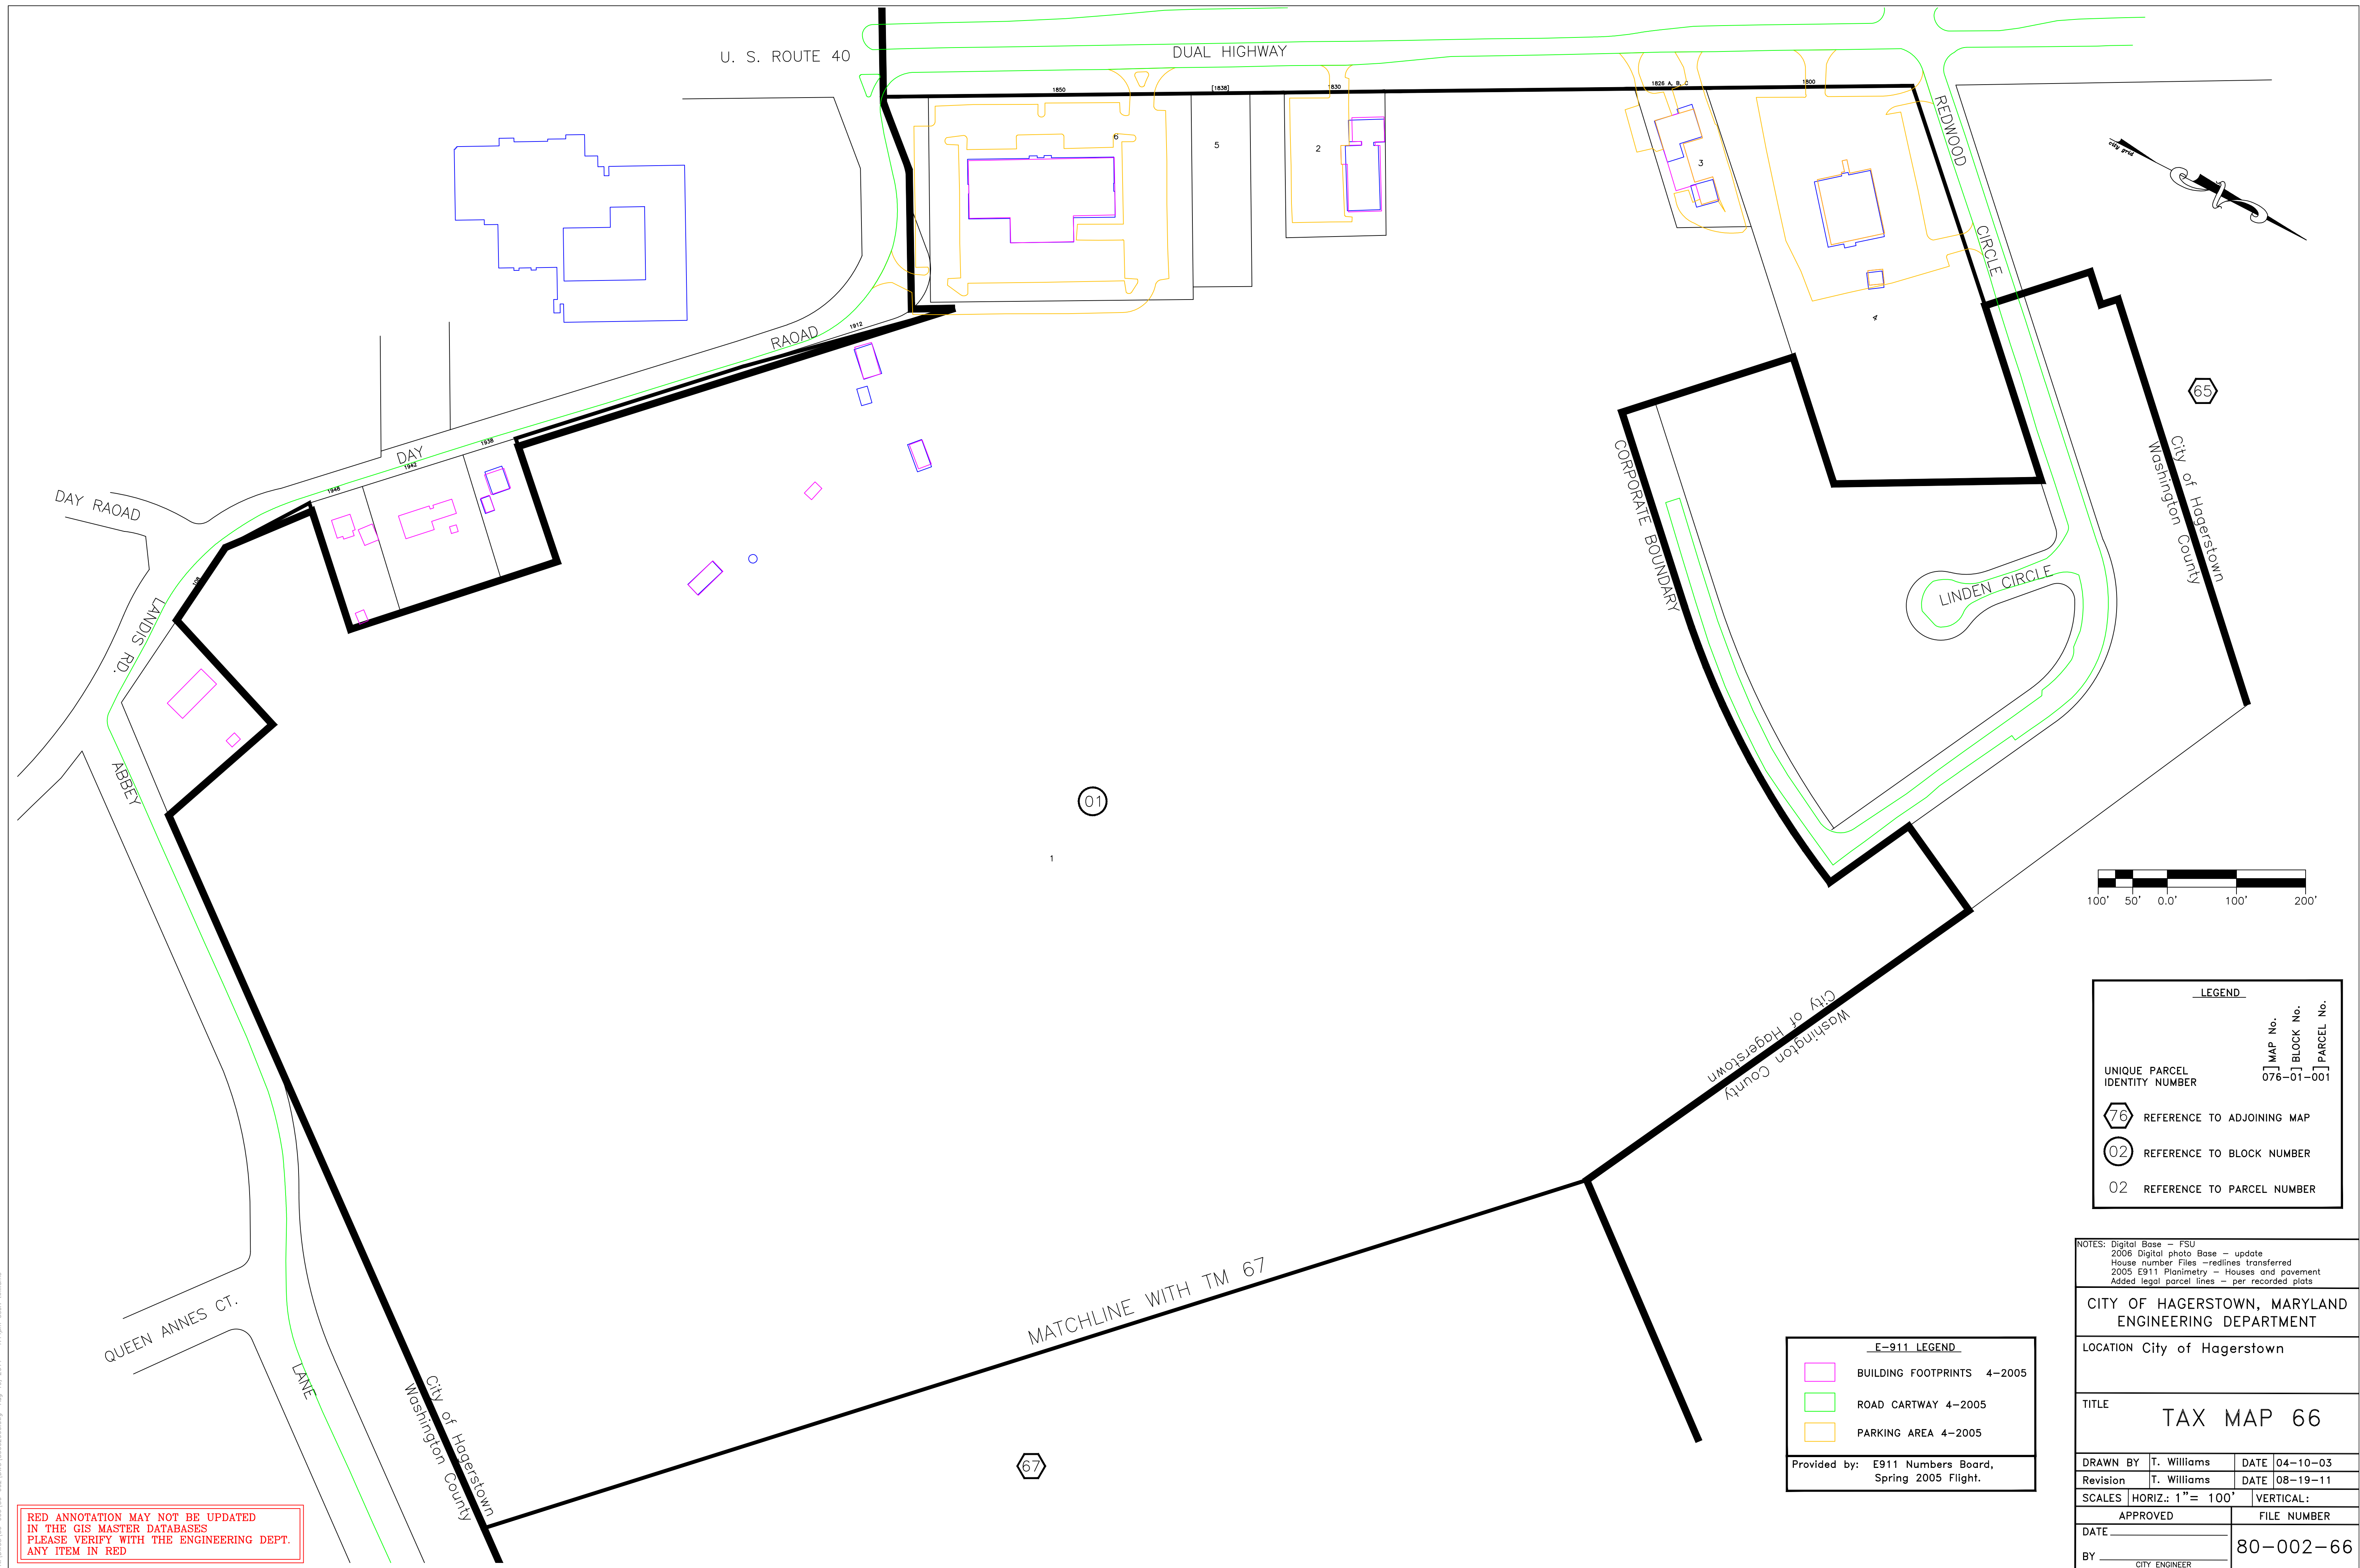 U. S. ROUTE 40
DUAL HIGHWAY
1850
[1838]
1830
1826 A, B, C
1800
REDWOOD
CIRCLE
city grid
6
5
2
3
4
65
City of Hagerstown
Washington County
RAOAD
1912
DAY
1938
1942
1948
DAY RAOAD
108
LANDIS RD.
ABBEY
CORPORATE BOUNDARY
LINDEN CIRCLE
01
1
100' 50' 0.0' 100' 200'
City of Hagerstown
Washington County
LEGEND
MAP No.
BLOCK No.
PARCEL No.
UNIQUE PARCEL
IDENTITY NUMBER
076-01-001
76 REFERENCE TO ADJOINING MAP
02 REFERENCE TO BLOCK NUMBER
02 REFERENCE TO PARCEL NUMBER
QUEEN ANNES CT.
LANE
City of Hagerstown
Washington County
MATCHLINE WITH TM 67
67
E-911 LEGEND
BUILDING FOOTPRINTS 4-2005
ROAD CARTWAY 4-2005
PARKING AREA 4-2005
Provided by: E911 Numbers Board,
Spring 2005 Flight.
NOTES: Digital Base - FSU
2006 Digital photo Base - update
House number Files -redlines transferred
2005 E911 Planimetry - Houses and pavement
Added legal parcel lines - per recorded plats
CITY OF HAGERSTOWN, MARYLAND
ENGINEERING DEPARTMENT
LOCATION City of Hagerstown
TITLE
TAX MAP 66
DRAWN BY T. Williams DATE 04-10-03
Revision T. Williams DATE 08-19-11
SCALES HORIZ.: 1"= 100' VERTICAL:
APPROVED FILE NUMBER
DATE
BY
CITY ENGINEER
80-002-66
RED ANNOTATION MAY NOT BE UPDATED
IN THE GIS MASTER DATABASES
PLEASE VERIFY WITH THE ENGINEERING DEPT.
ANY ITEM IN RED